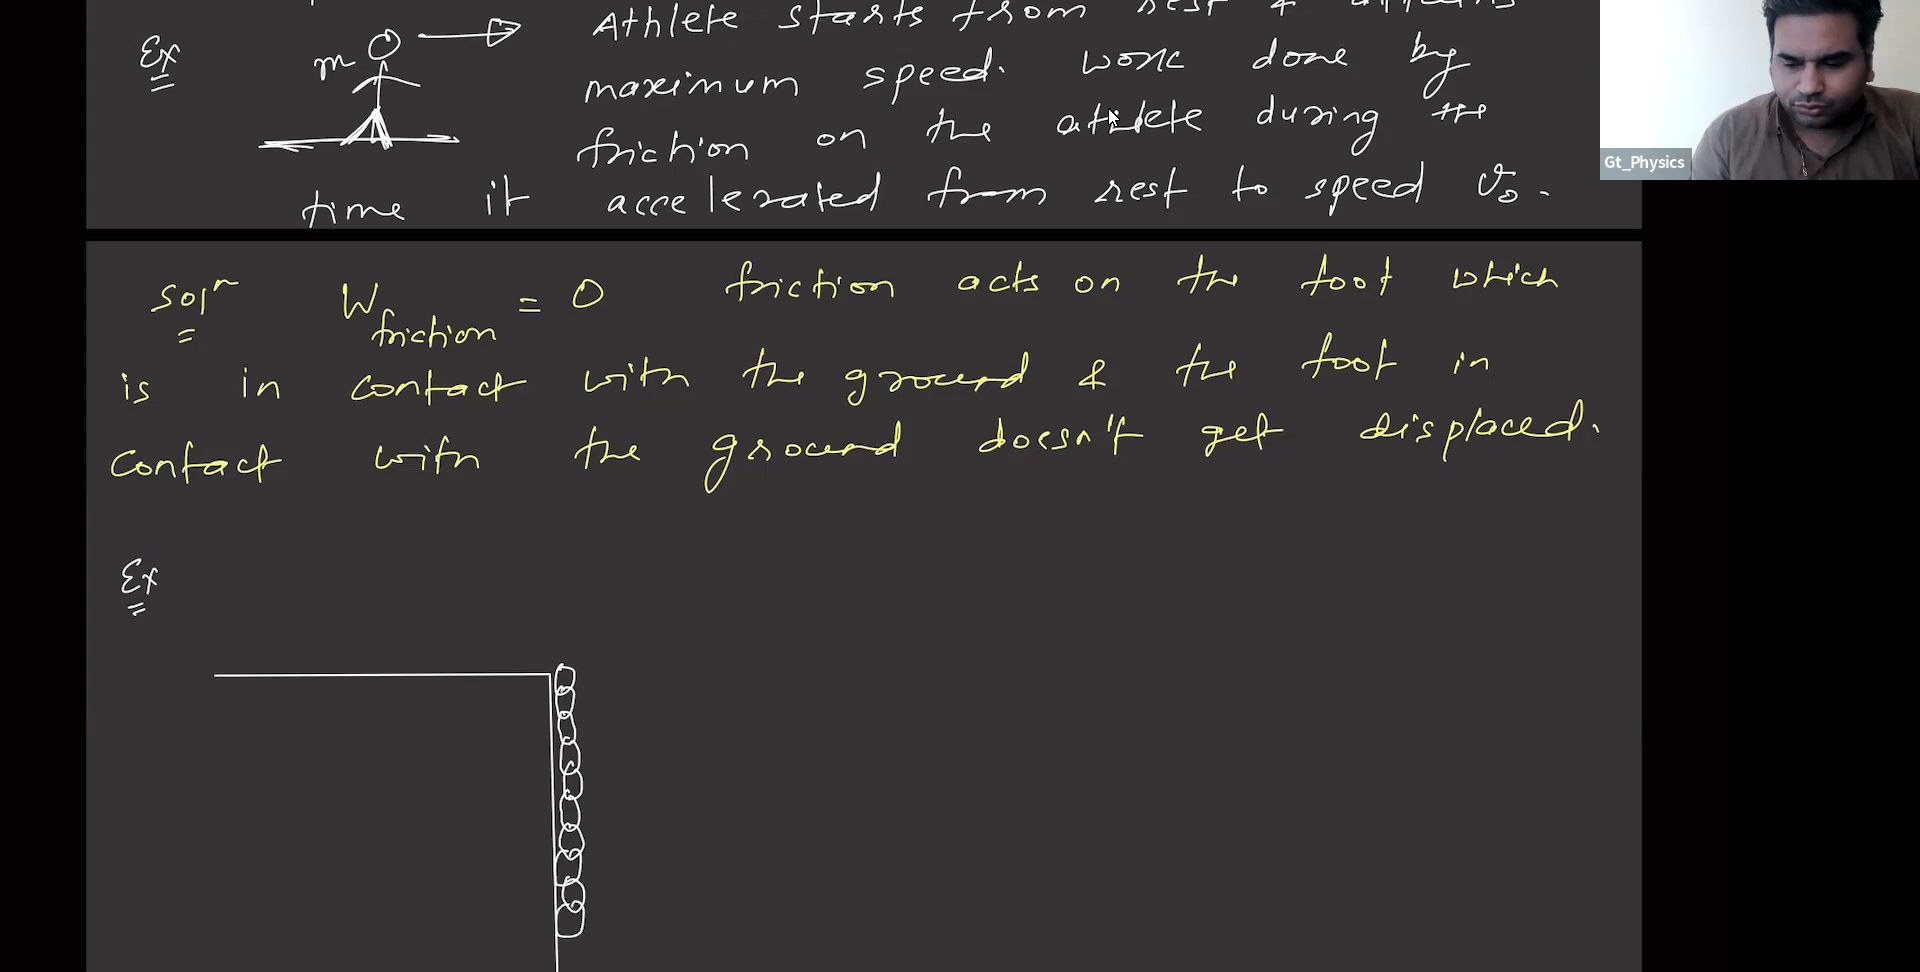 Athlete starts from rest & attains
Ex
m
maximum speed. work done by
friction on the athlete during the
time it accelerated from rest to speed v₀.
Gt_Physics
Solⁿ W friction = 0 friction acts on the foot which
is in contact with the ground & the foot in
contact with the ground doesn't get displaced.
Ex